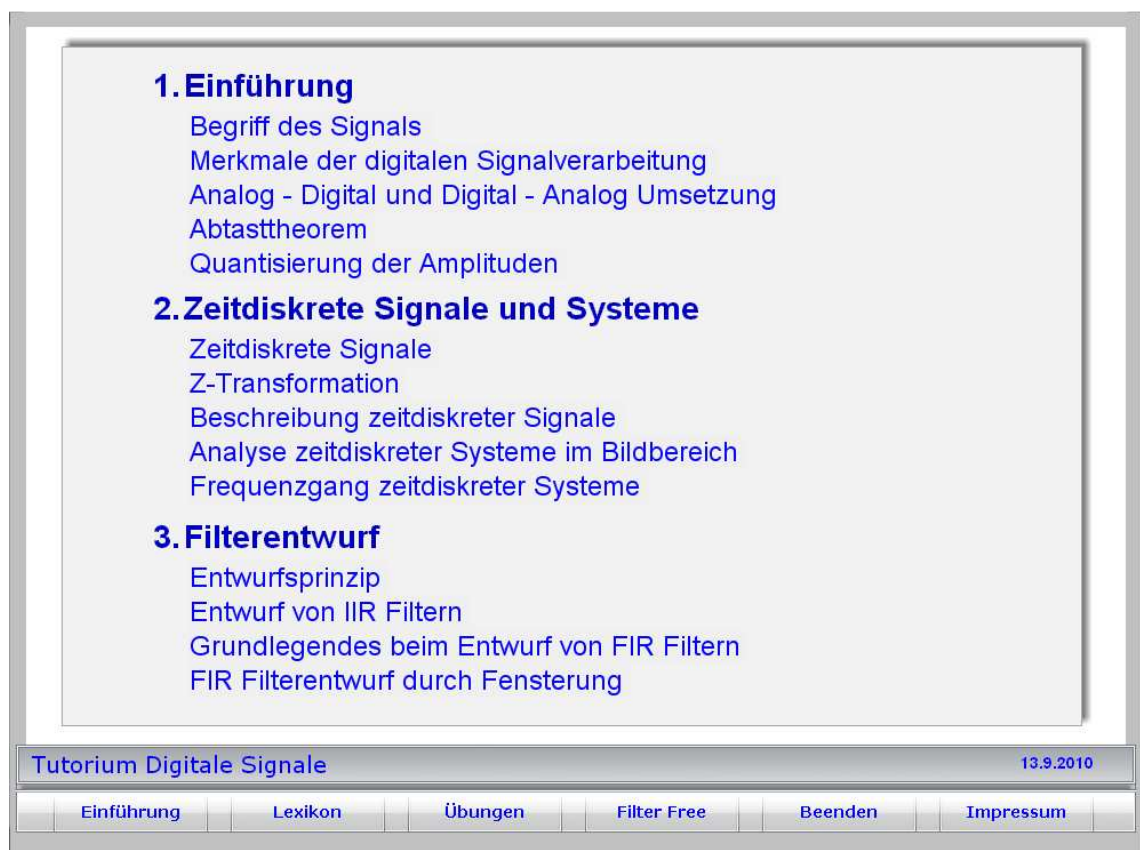 1. Einführung
Begriff des Signals
Merkmale der digitalen Signalverarbeitung
Analog - Digital und Digital - Analog Umsetzung
Abtasttheorem
Quantisierung der Amplituden
2. Zeitdiskrete Signale und Systeme
Zeitdiskrete Signale
Z-Transformation
Beschreibung zeitdiskreter Signale
Analyse zeitdiskreter Systeme im Bildbereich
Frequenzgang zeitdiskreter Systeme
3. Filterentwurf
Entwurfsprinzip
Entwurf von IIR Filtern
Grundlegendes beim Entwurf von FIR Filtern
FIR Filterentwurf durch Fensterung
Tutorium Digitale Signale 13.9.2010
Einführung Lexikon Übungen Filter Free Beenden Impressum